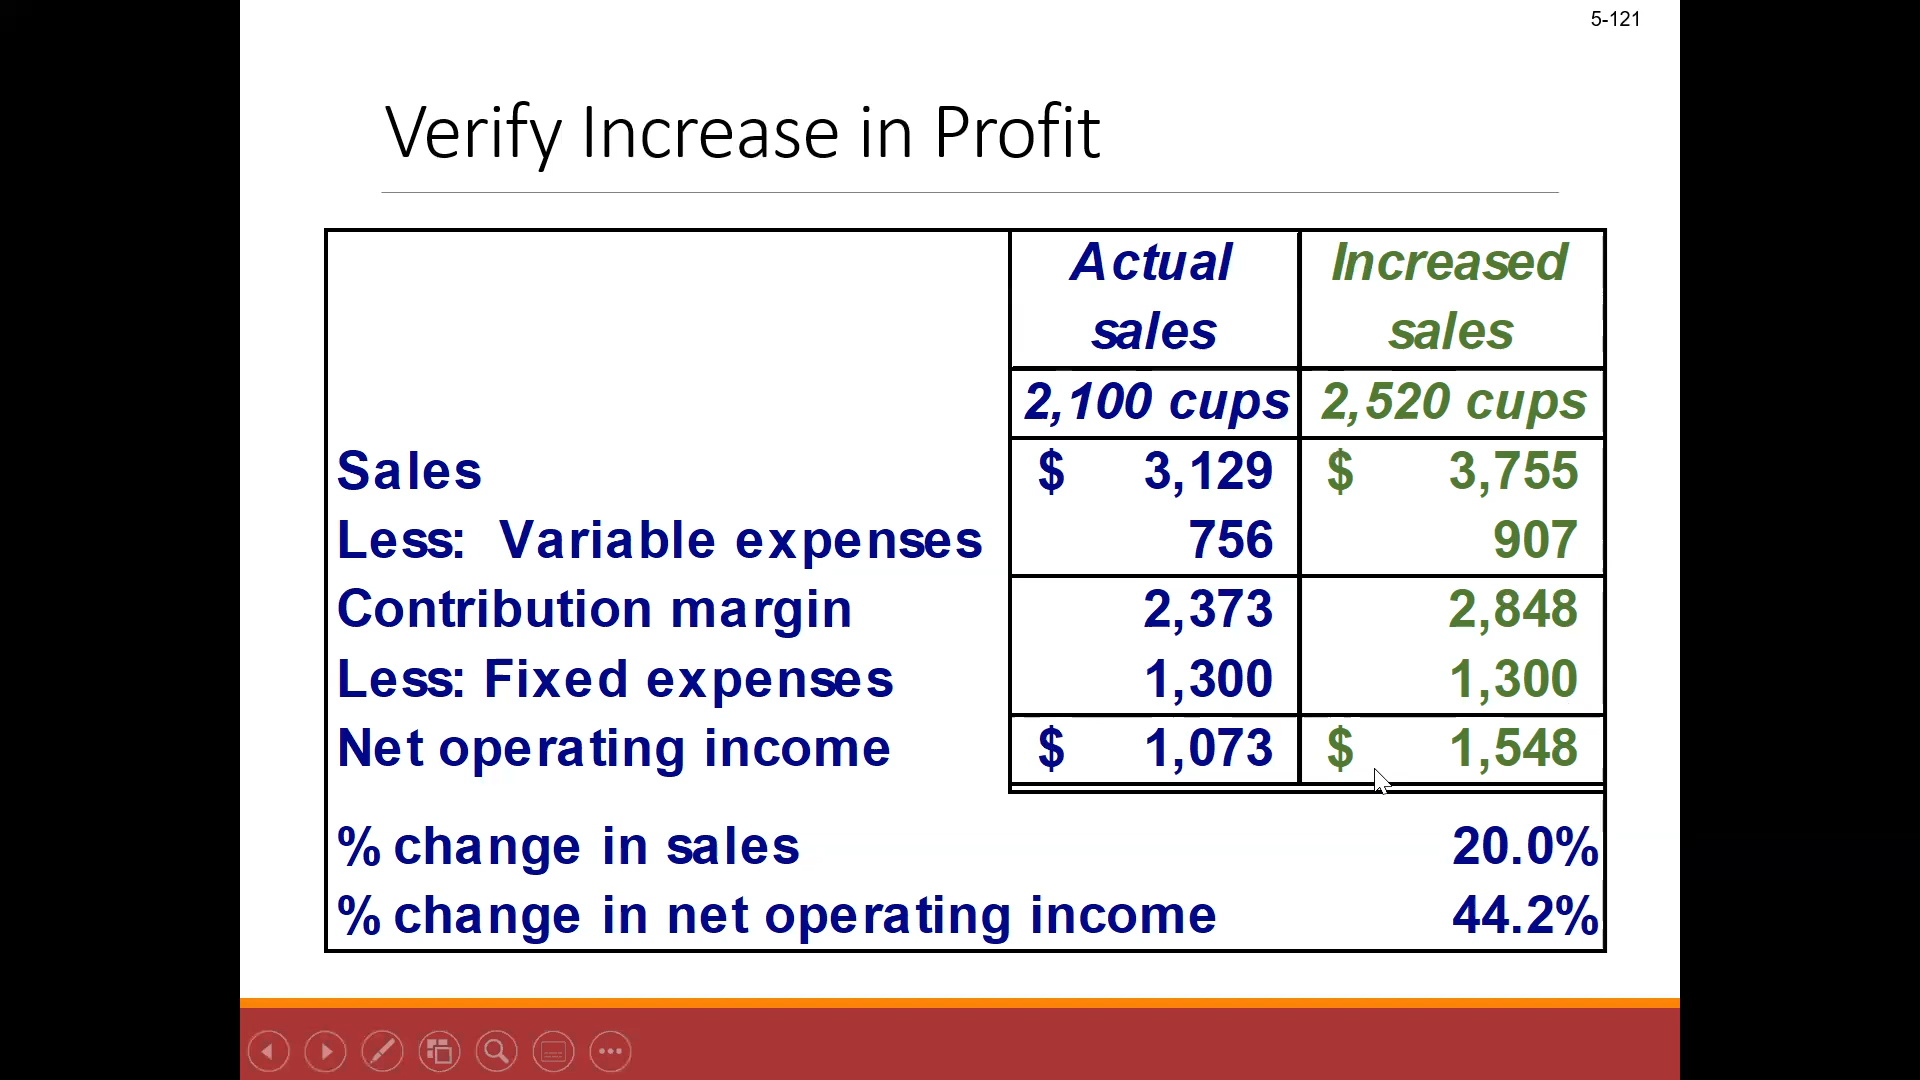 5-121
Verify Increase in Profit
Actual sales Increased sales
2,100 cups 2,520 cups
Sales $ 3,129 $ 3,755
Less: Variable expenses 756 907
Contribution margin 2,373 2,848
Less: Fixed expenses 1,300 1,300
Net operating income $ 1,073 $ 1,548
% change in sales 20.0%
% change in net operating income 44.2%